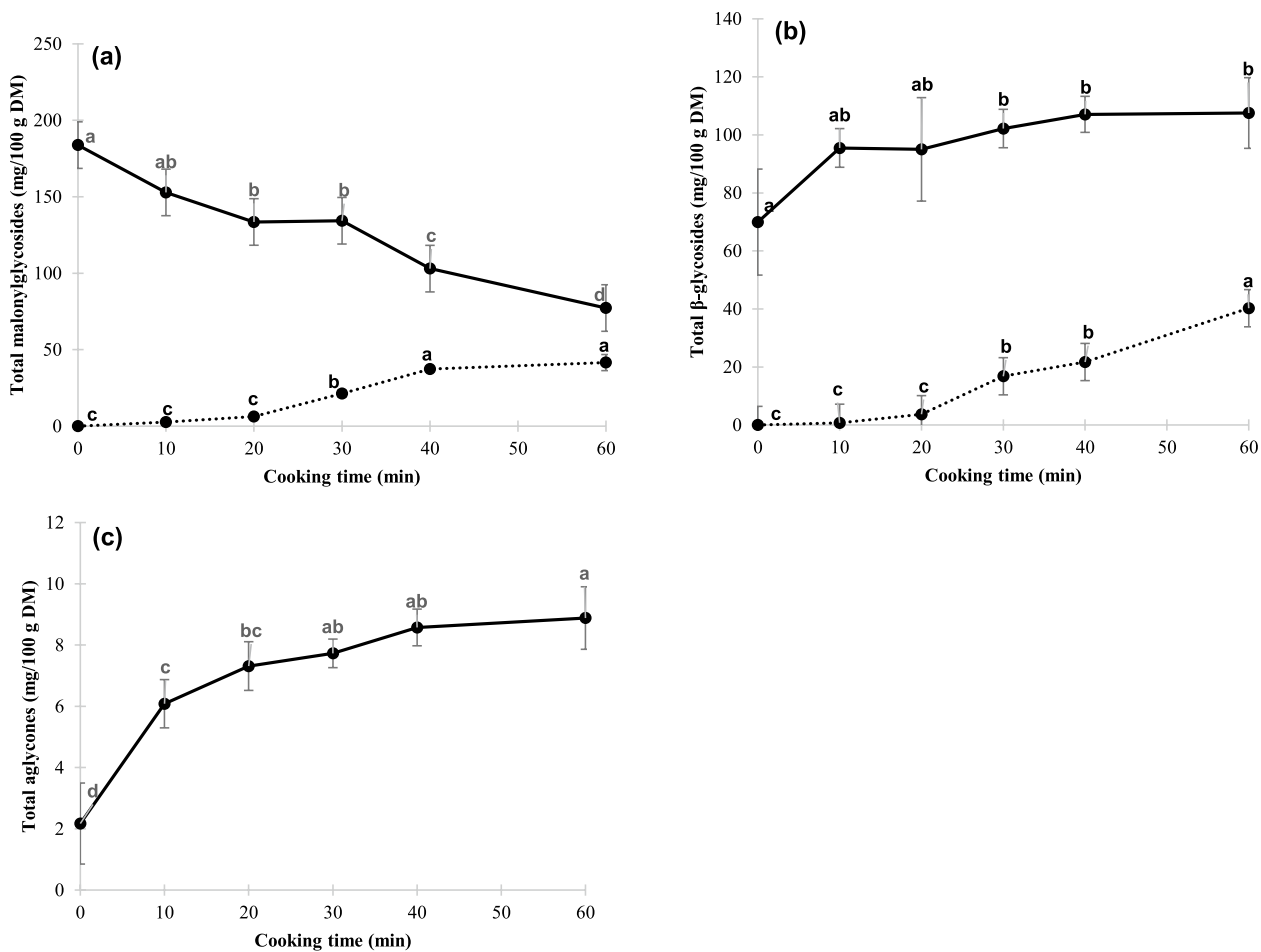 (a)
Total malonylglycosides (mg/100 g DM)
250
200
150
100
50
0
a
ab
b
b
c
d
c
c
c
b
a
a
0 10 20 30 40 50 60
Cooking time (min)
(b)
Total β-glycosides (mg/100 g DM)
140
120
100
80
60
40
20
0
a
ab
ab
b
b
b
c
c
c
b
b
a
0 10 20 30 40 50 60
Cooking time (min)
(c)
Total aglycones (mg/100 g DM)
12
10
8
6
4
2
0
d
c
bc
ab
ab
a
0 10 20 30 40 50 60
Cooking time (min)